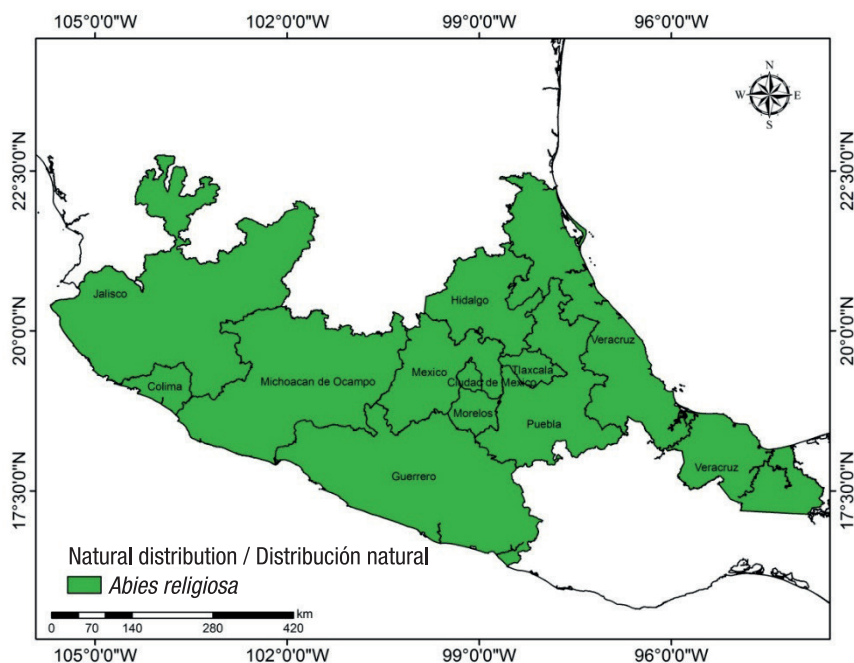 105°0'0"W 102°0'0"W 99°0'0"W 96°0'0"W
N
W E
S
22°30'0"N 22°30'0"N
Jalisco
Hidalgo
20°0'0"N 20°0'0"N
Veracruz
Colima
Michoacan de Ocampo
Mexico
Tlaxcala
Ciudad de Mexico
Morelos
Puebla
Guerrero
Veracruz
17°30'0"N 17°30'0"N
Natural distribution / Distribución natural
Abies religiosa
km
0 70 140 280 420
105°0'0"W 102°0'0"W 99°0'0"W 96°0'0"W